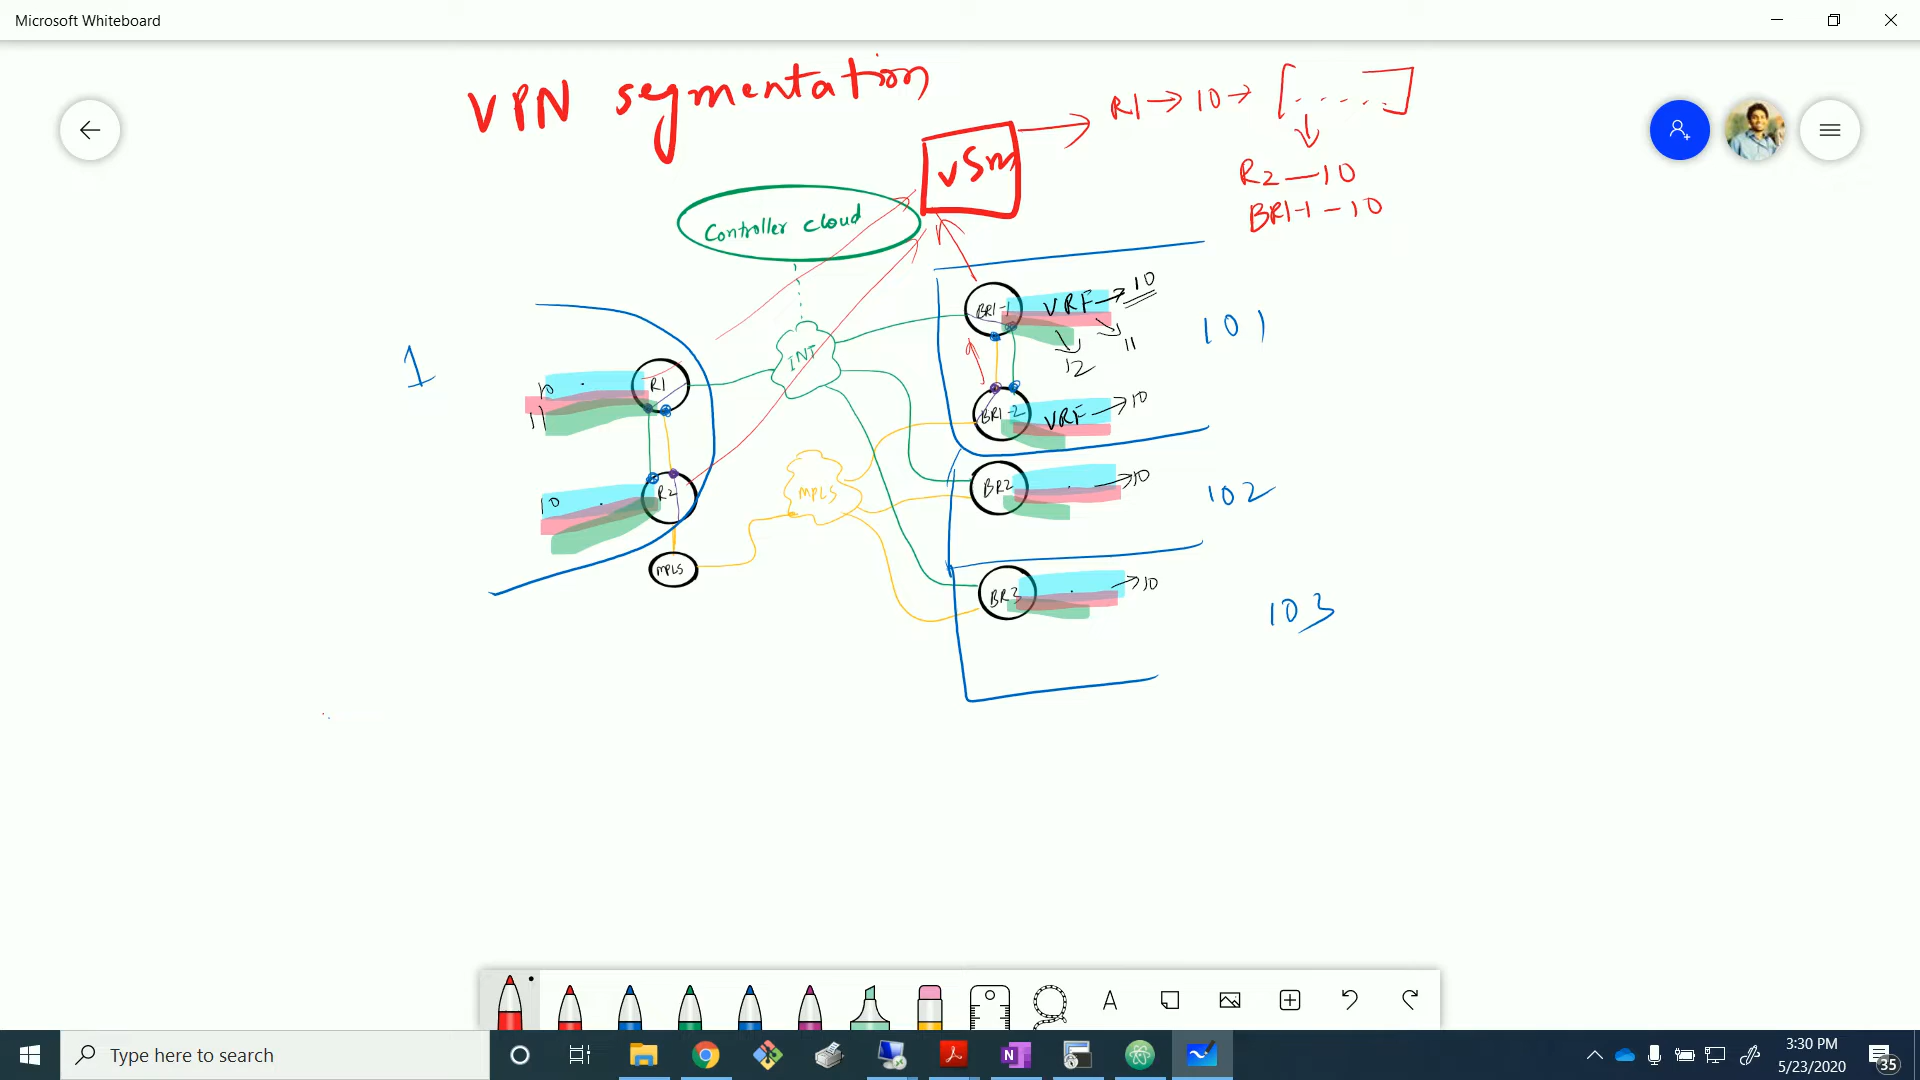 Microsoft Whiteboard
VPN segmentation
R1 → 10 → [.....]
vSm
R2 — 10
BR1-1 - 10
Controller cloud
BR1-1
VRF → 10
11
12
101
INT
1
R1
10
11
BR1-2
VRF → 10
MPLS
BR2
→ 10
102
R2
10
MPLS
BR3
→ 10
103
A
Type here to search
N
3:30 PM
5/23/2020
35